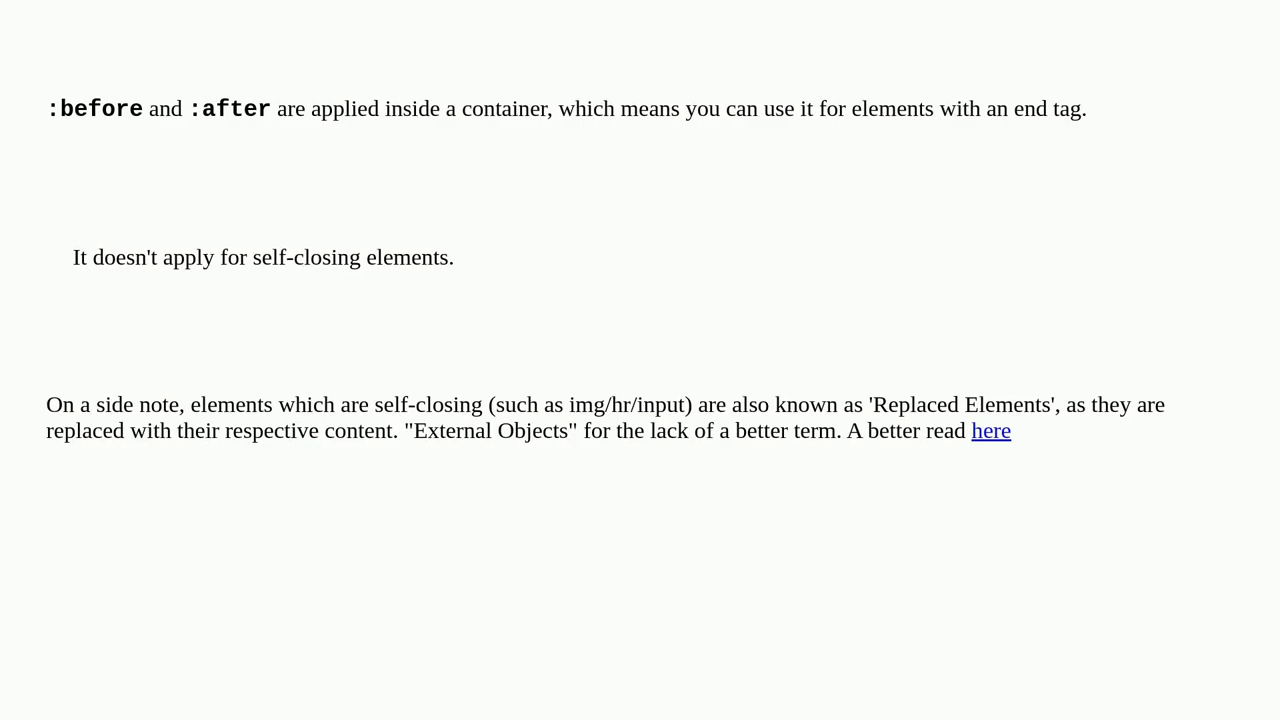 :before and :after are applied inside a container, which means you can use it for elements with an end tag.
It doesn't apply for self-closing elements.
On a side note, elements which are self-closing (such as img/hr/input) are also known as 'Replaced Elements', as they are
replaced with their respective content. "External Objects" for the lack of a better term. A better read here